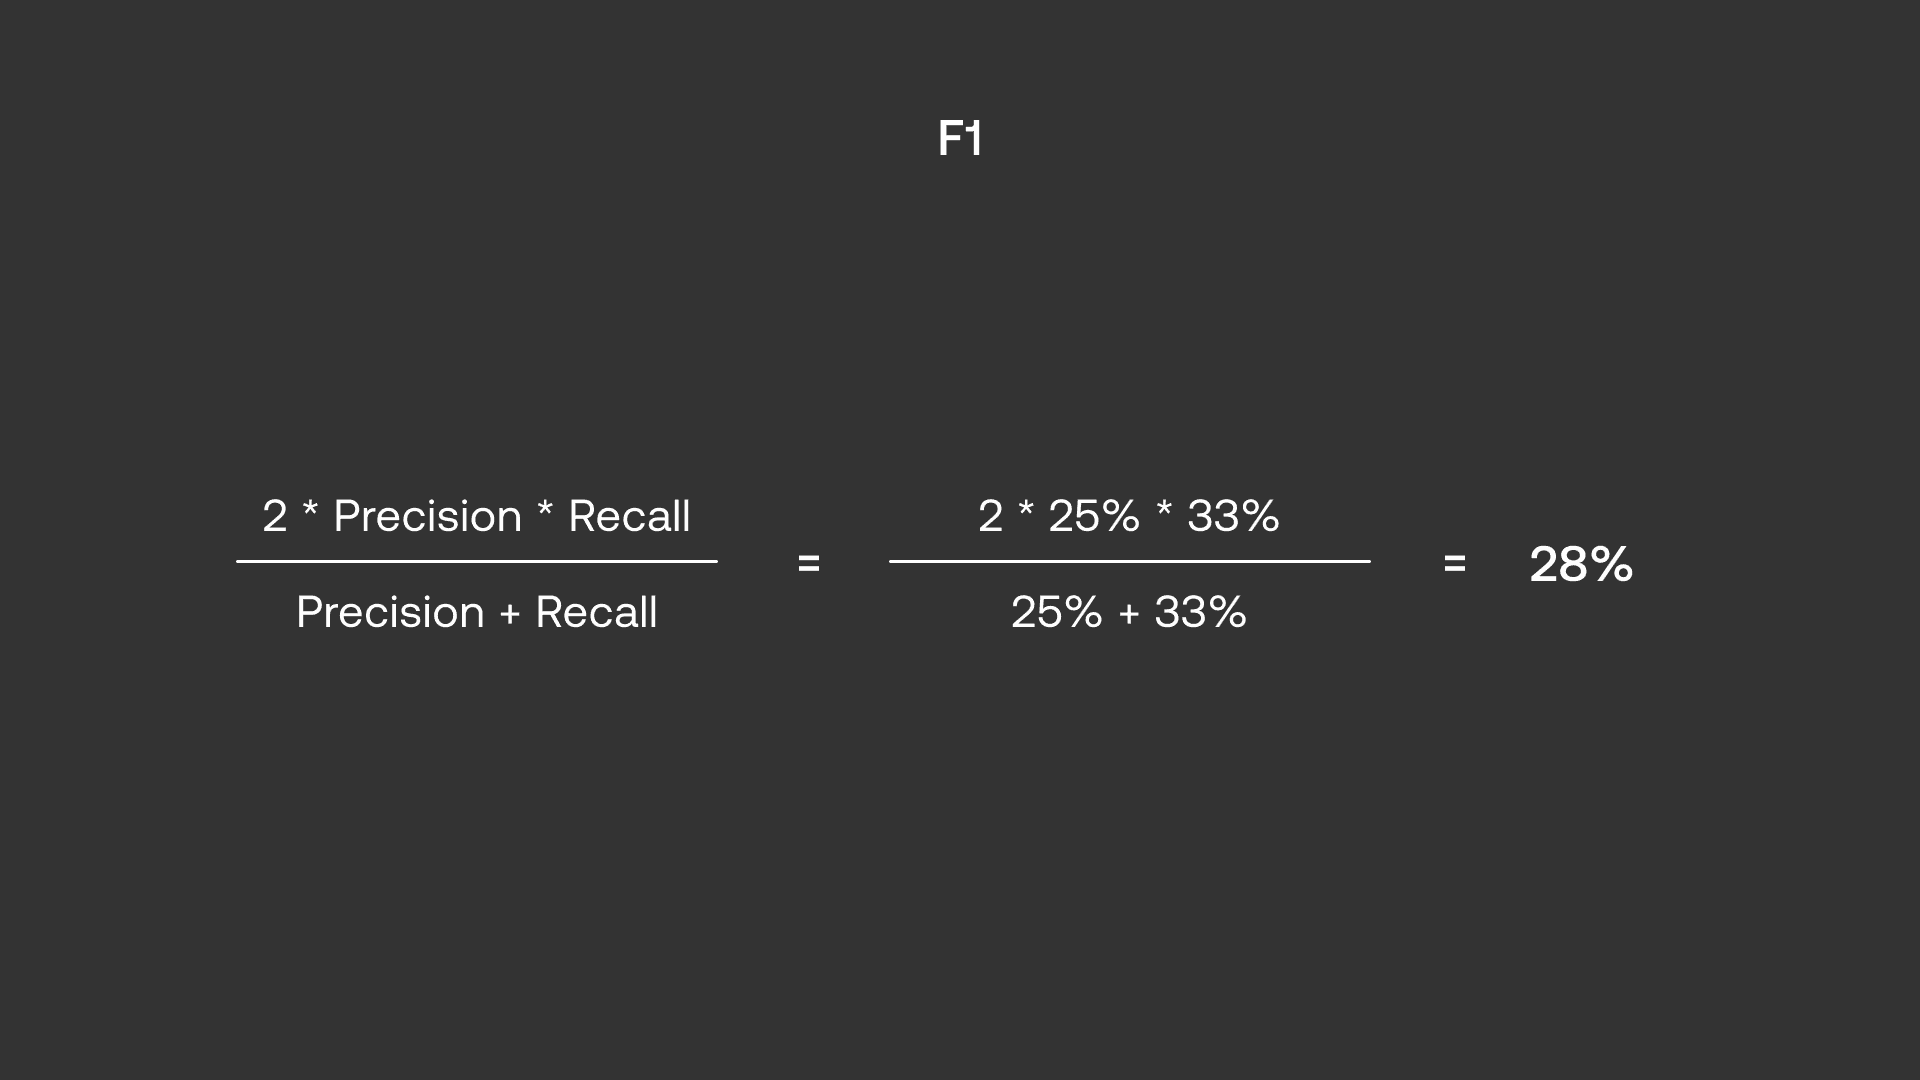 F1
2 * Precision * Recall
Precision + Recall
=
2 * 25% * 33%
25% + 33%
=
28%